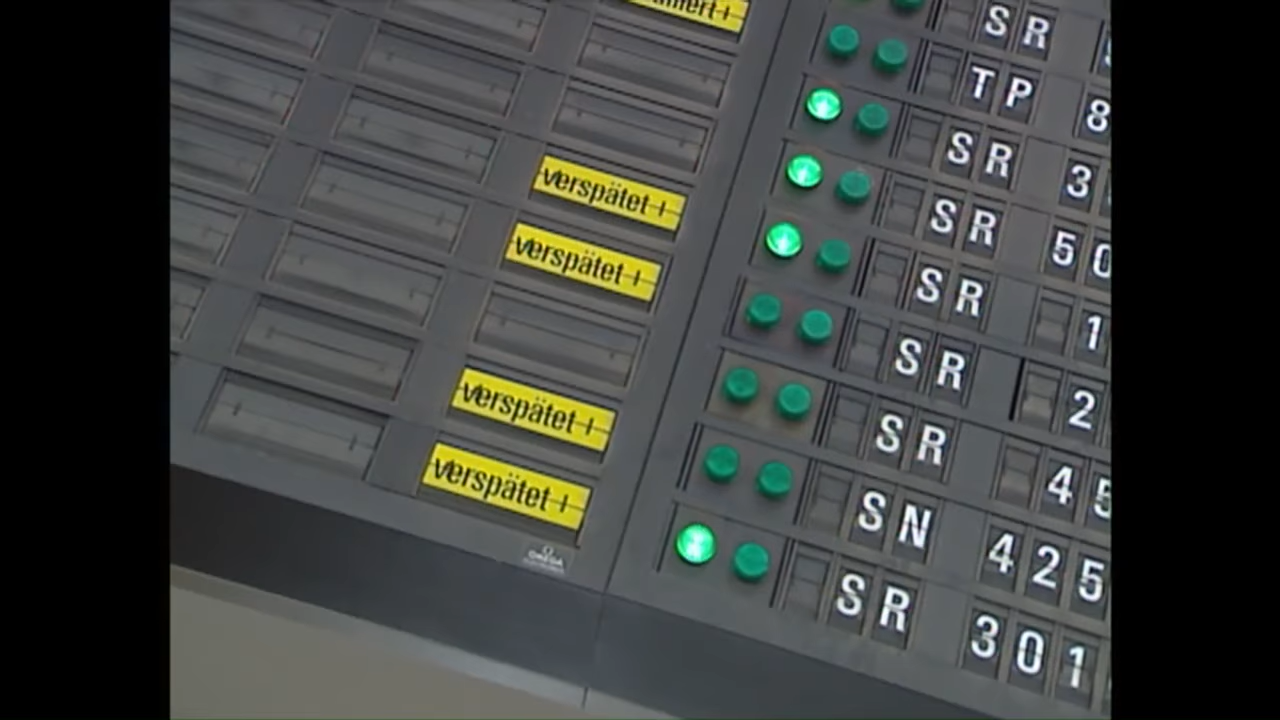 SR
TP 8
SR 3
verspätet SR 50
verspätet SR 1
SR 2
verspätet SR 45
verspätet SN 425
SR 301
OMEGA